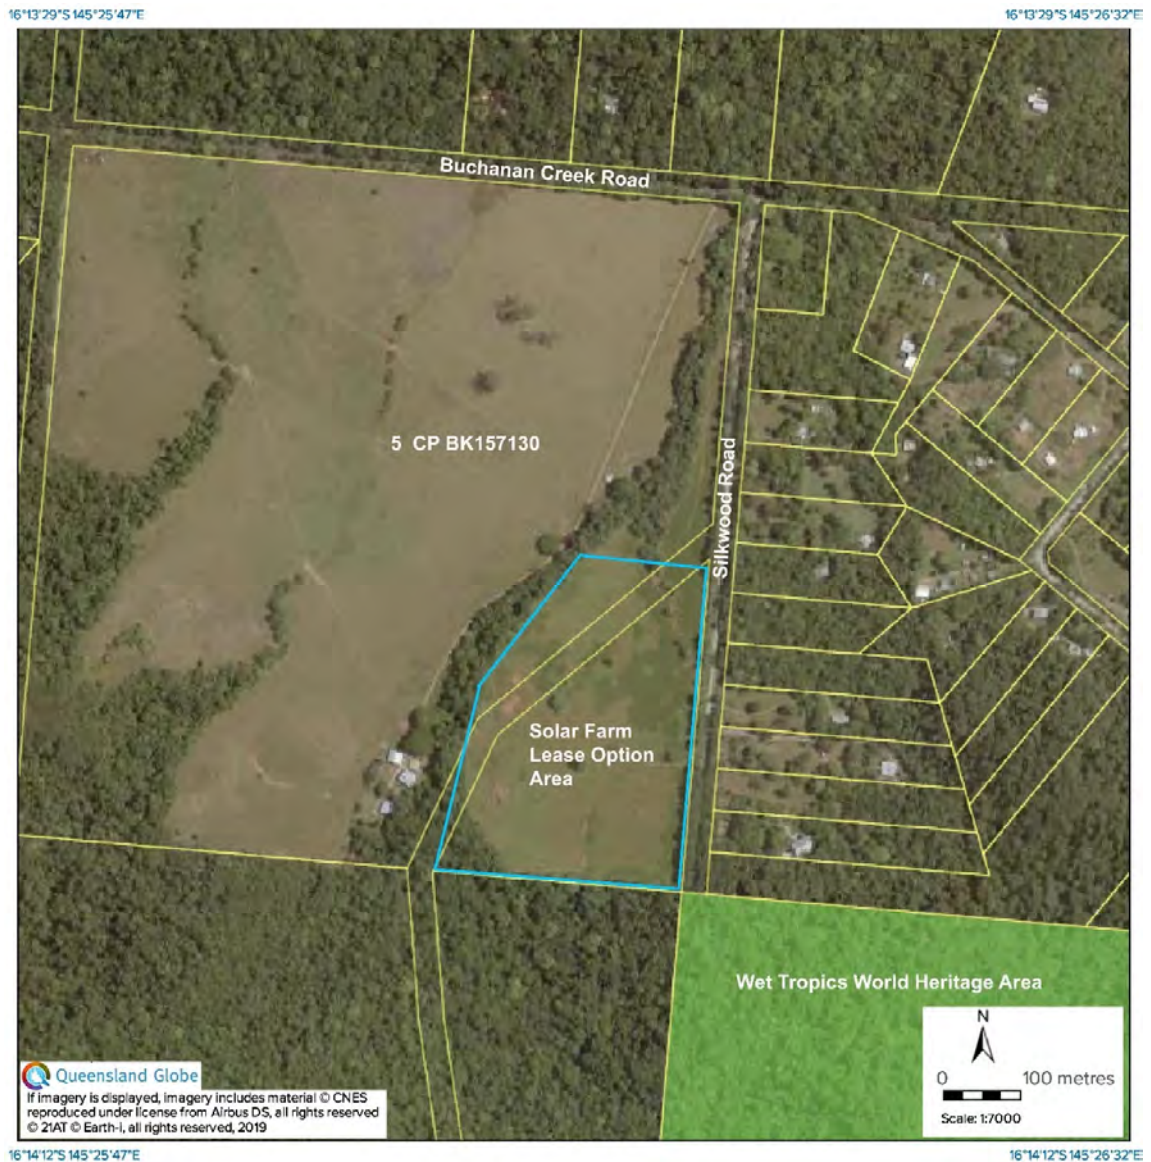 16°13'29"S 145°25'47"E
16°13'29"S 145°26'32"E
Buchanan Creek Road
5 CP BK157130
Silkwood Road
Solar Farm
Lease Option
Area
Wet Tropics World Heritage Area
N
0 100 metres
Scale: 1:7000
Queensland Globe
If imagery is displayed, imagery includes material © CNES
reproduced under license from Airbus DS, all rights reserved
© 21AT © Earth-i, all rights reserved, 2019
16°14'12"S 145°25'47"E
16°14'12"S 145°26'32"E